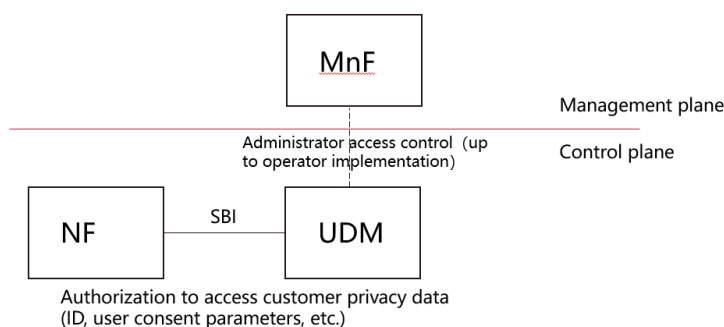 MnF
Management plane
Administrator access control（up
to operator implementation）
Control plane
NF
SBI
UDM
Authorization to access customer privacy data
(ID, user consent parameters, etc.)